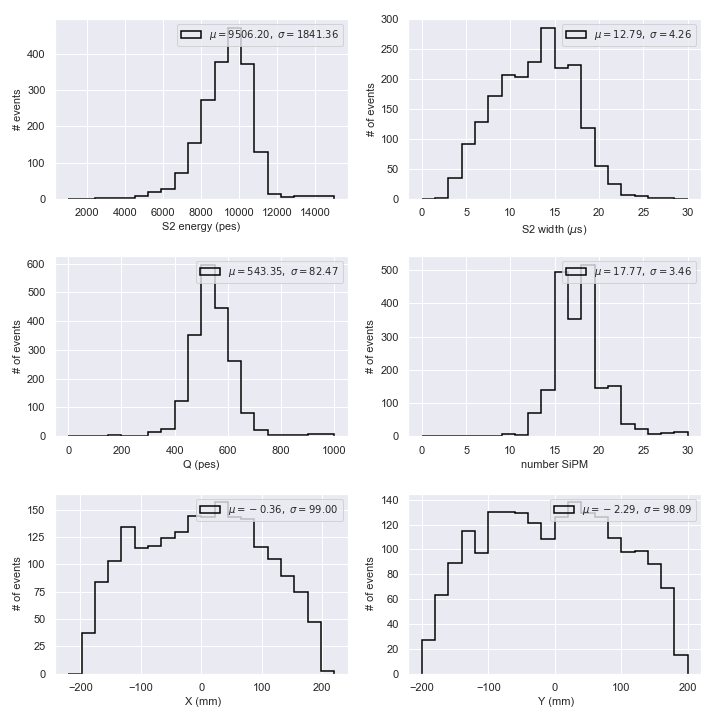 μ=9506.20, σ=1841.36
# events
400
300
200
100
0
2000 4000 6000 8000 10000 12000 14000
S2 energy (pes)
μ=12.79, σ=4.26
# of events
300
250
200
150
100
50
0
0 5 10 15 20 25 30
S2 width (μs)
μ=543.35, σ=82.47
# of events
600
500
400
300
200
100
0
0 200 400 600 800 1000
Q (pes)
μ=17.77, σ=3.46
# of events
500
400
300
200
100
0
0 5 10 15 20 25 30
number SiPM
μ=−0.36, σ=99.00
# of events
150
125
100
75
50
25
0
−200 −100 0 100 200
X (mm)
μ=−2.29, σ=98.09
# of events
140
120
100
80
60
40
20
0
−200 −100 0 100 200
Y (mm)